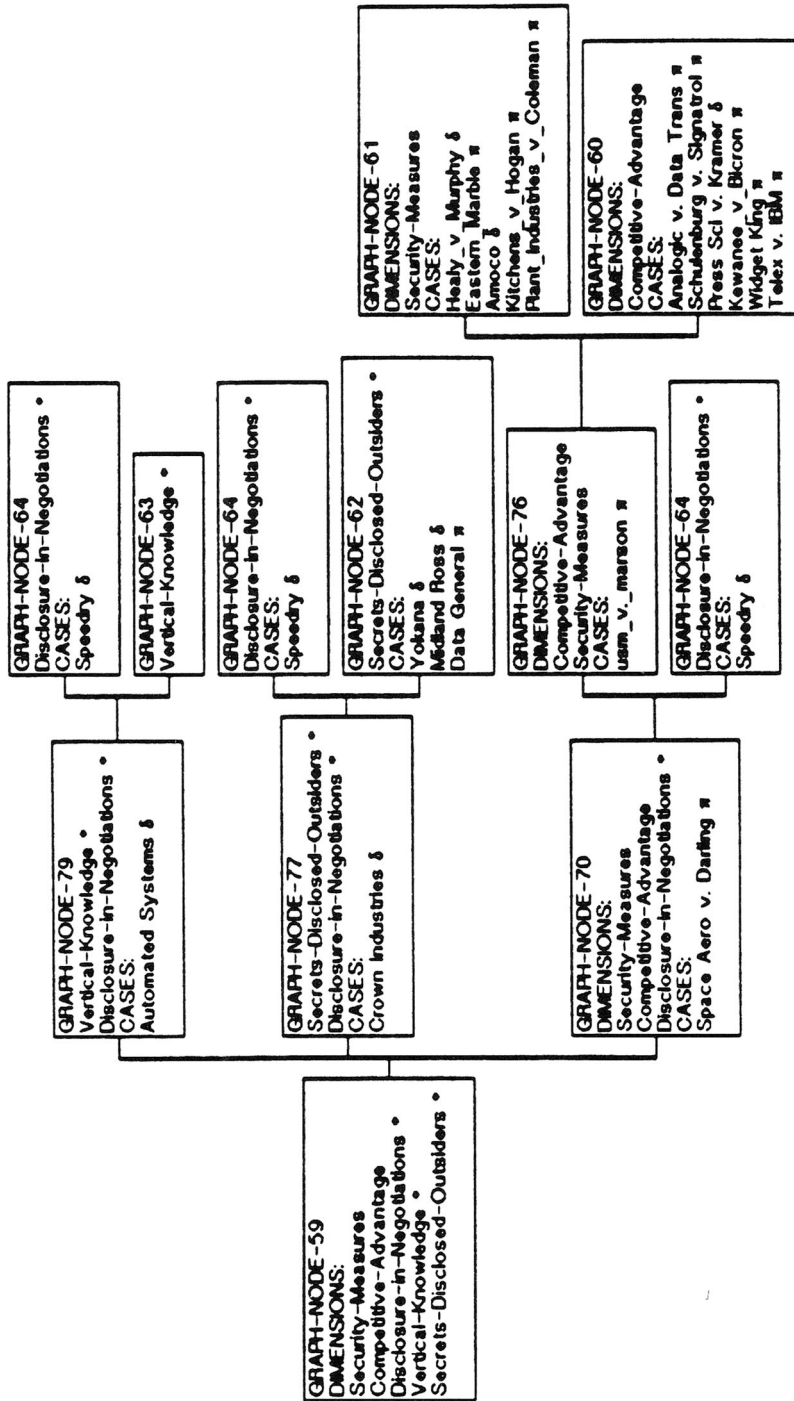 GRAPH-NODE-59
DIMENSIONS:
Security-Measures
Competitive-Advantage
Disclosure-in-Negotiations *
Vertical-Knowledge *
Secrets-Disclosed-Outsiders *
GRAPH-NODE-79
Vertical-Knowledge *
Disclosure-in-Negotiations *
CASES:
Automated Systems δ
GRAPH-NODE-77
Secrets-Disclosed-Outsiders *
Disclosure-in-Negotiations *
CASES:
Crown Industries δ
GRAPH-NODE-70
DIMENSIONS:
Security-Measures
Competitive-Advantage
Disclosure-in-Negotiations *
CASES:
Space Aero v. Darling π
GRAPH-NODE-64
Disclosure-in-Negotiations *
CASES:
Speedry δ
GRAPH-NODE-63
Vertical-Knowledge *
GRAPH-NODE-64
Disclosure-in-Negotiations *
CASES:
Speedry δ
GRAPH-NODE-62
Secrets-Disclosed-Outsiders *
CASES:
Yokana δ
Midland Ross δ
Data General π
GRAPH-NODE-76
DIMENSIONS:
Competitive-Advantage
Security-Measures
CASES:
usm_v._marson π
GRAPH-NODE-64
Disclosure-in-Negotiations *
CASES:
Speedry δ
GRAPH-NODE-61
DIMENSIONS:
Security-Measures
CASES:
Healy_v_Murphy δ
Eastern Marble π
Amoco δ
Kitchens v_Hogan π
Plant_Industries_v_Coleman π
GRAPH-NODE-60
DIMENSIONS:
Competitive-Advantage
CASES:
Analogic v. Data Trans π
Schulenburg v. Signatrol π
Press Sci v. Kramer δ
Kewanee_v_Bicron π
Widget King π
Telex v. IBM π